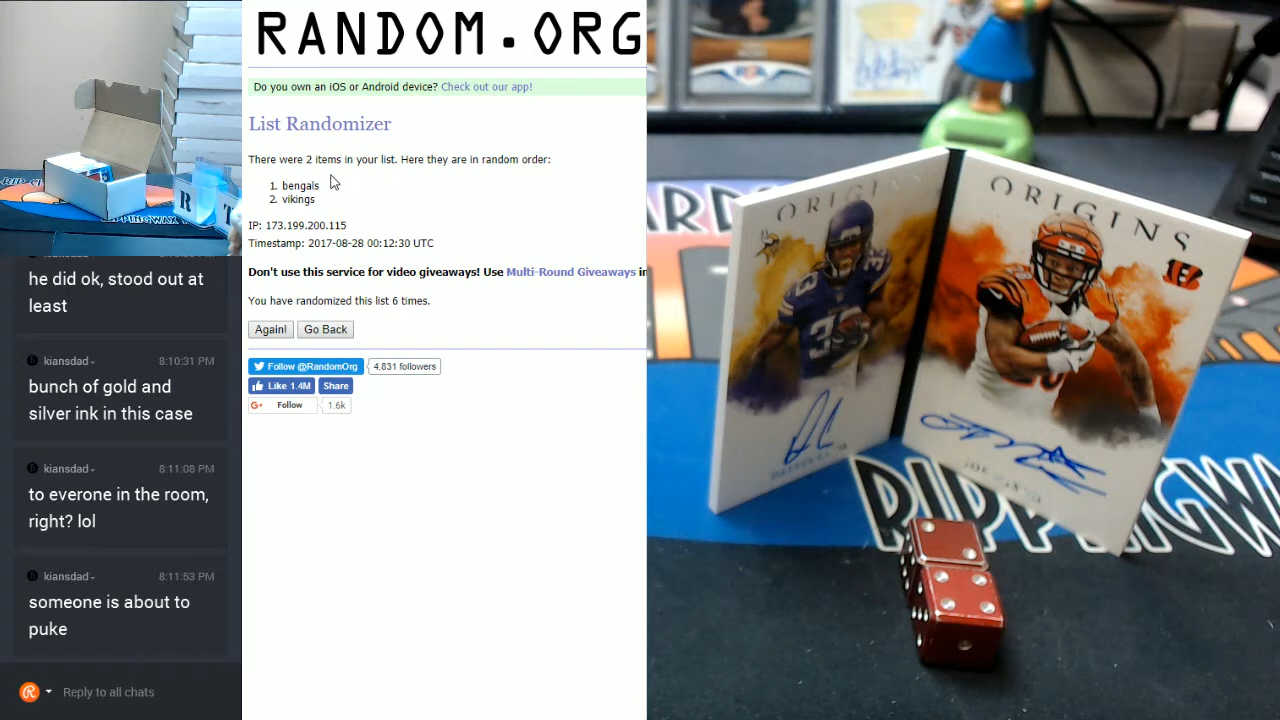 he did ok, stood out at
least
kiansdad
8:10:31 PM
bunch of gold and
silver ink in this case
kiansdad
8:11:08 PM
to everone in the room,
right? lol
kiansdad
8:11:53 PM
someone is about to
puke
Reply to all chats
RANDOM.ORG
Do you own an iOS or Android device? Check out our app!
List Randomizer
There were 2 items in your list. Here they are in random order:
1. bengals
2. vikings
IP: 173.199.200.115
Timestamp: 2017-08-28 00:12:30 UTC
Don't use this service for video giveaways! Use Multi-Round Giveaways in
You have randomized this list 6 times.
Again! Go Back
Follow @RandomOrg 4,831 followers
Like 1.4M Share
G+ Follow 1.6k
ORIGI
ORIGINS
33
33
RIPPINGW